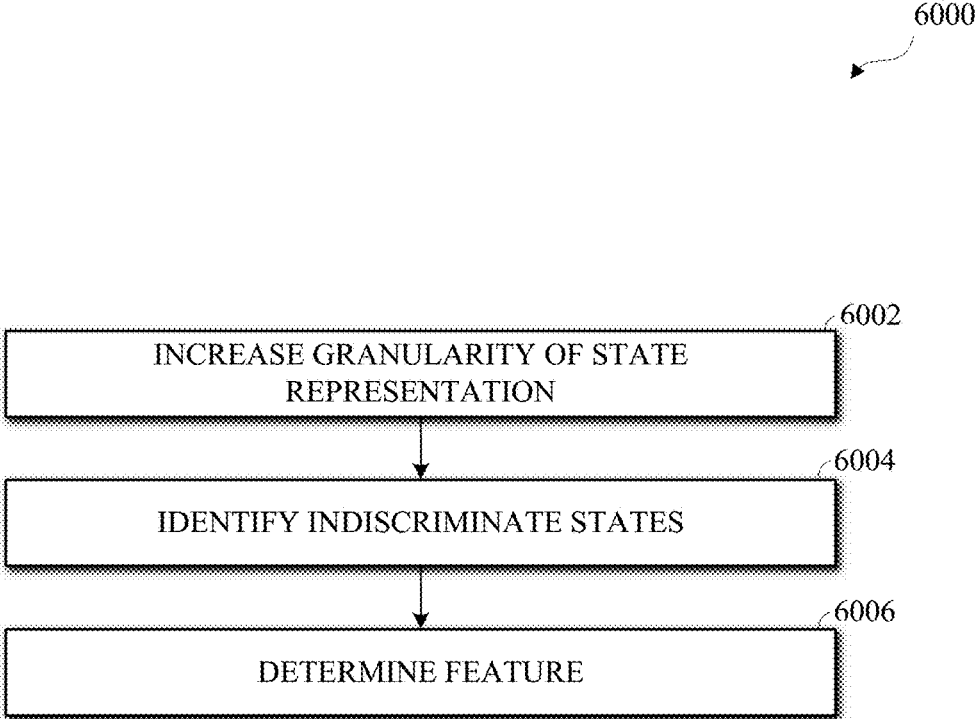 6000
6002
INCREASE GRANULARITY OF STATE
REPRESENTATION
6004
IDENTIFY INDISCRIMINATE STATES
6006
DETERMINE FEATURE